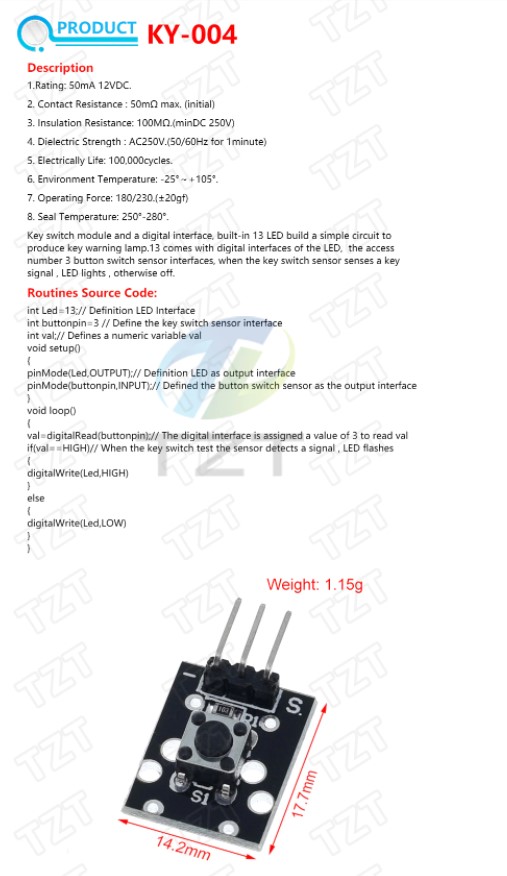 PRODUCT KY-004
Description
1.Rating: 50mA 12VDC.
2. Contact Resistance : 50mΩ max. (initial)
3. Insulation Resistance: 100MΩ.(minDC 250V)
4. Dielectric Strength : AC250V.(50/60Hz for 1minute)
5. Electrically Life: 100,000cycles.
6. Environment Temperature: -25° ~ +105°.
7. Operating Force: 180/230.(±20gf)
8. Seal Temperature: 250°-280°.
Key switch module and a digital interface, built-in 13 LED build a simple circuit to
produce key warning lamp.13 comes with digital interfaces of the LED, the access
number 3 button switch sensor interfaces, when the key switch sensor senses a key
signal , LED lights , otherwise off.
Routines Source Code:
int Led=13;// Definition LED Interface
int buttonpin=3 // Define the key switch sensor interface
int val;// Defines a numeric variable val
void setup()
{
pinMode(Led,OUTPUT);// Definition LED as output interface
pinMode(buttonpin,INPUT);// Defined the button switch sensor as the output interface
}
void loop()
{
val=digitalRead(buttonpin);// The digital interface is assigned a value of 3 to read val
if(val==HIGH)// When the key switch test the sensor detects a signal , LED flashes
{
digitalWrite(Led,HIGH)
}
else
{
digitalWrite(Led,LOW)
}
}
TZT
Weight: 1.15g
S.
103
R1
S1
17.7mm
14.2mm